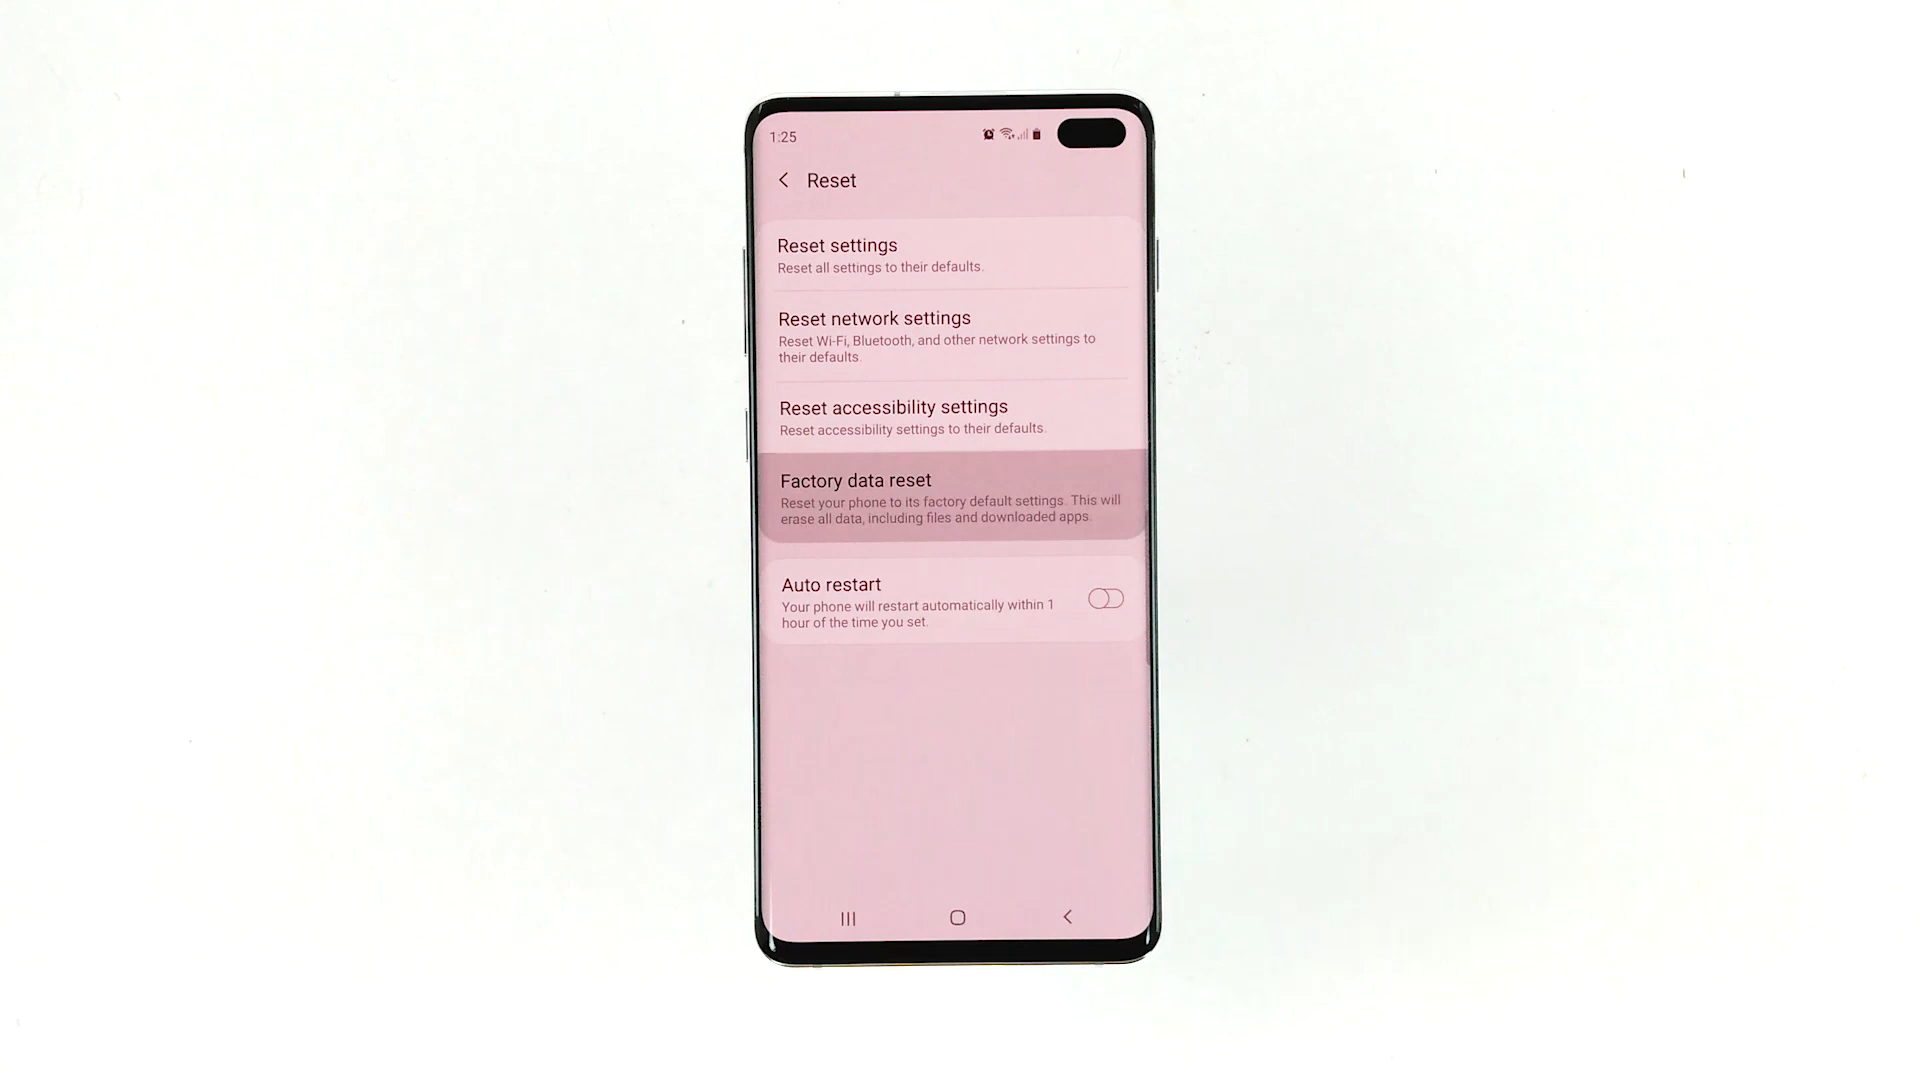 1:25
Reset
Reset settings
Reset all settings to their defaults.
Reset network settings
Reset Wi-Fi, Bluetooth, and other network settings to
their defaults.
Reset accessibility settings
Reset accessibility settings to their defaults.
Factory data reset
Reset your phone to its factory default settings. This will
erase all data, including files and downloaded apps.
Auto restart
Your phone will restart automatically within 1
hour of the time you set.